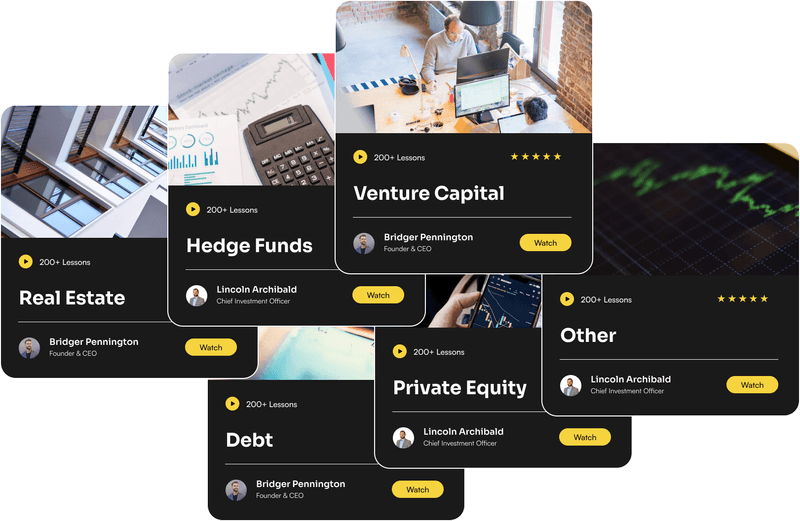 200+ Lessons
Venture Capital
Bridger Pennington
Founder & CEO
Watch
200+ Lessons
Hedge Funds
Lincoln Archibald
Chief Investment Officer
Watch
200+ Lessons
Real Estate
Bridger Pennington
Founder & CEO
Watch
200+ Lessons
Other
Lincoln Archibald
Chief Investment Officer
Watch
200+ Lessons
Private Equity
Lincoln Archibald
Chief Investment Officer
Watch
200+ Lessons
Debt
Bridger Pennington
Founder & CEO
Watch